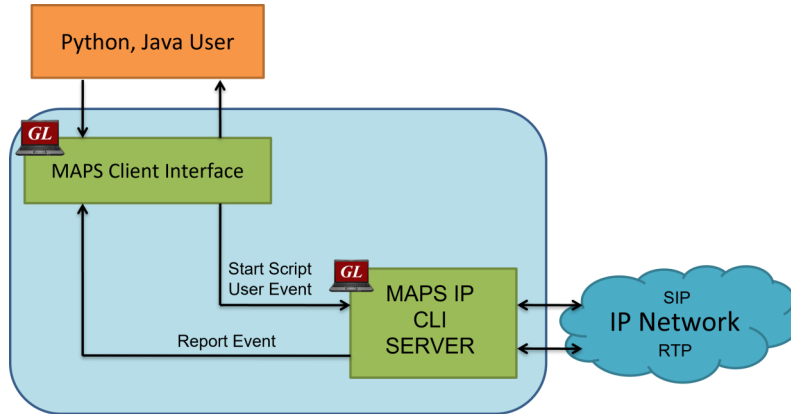 Python, Java User
GL
MAPS Client Interface
Start Script
User Event
GL
MAPS IP
CLI
SERVER
Report Event
SIP
IP Network
RTP